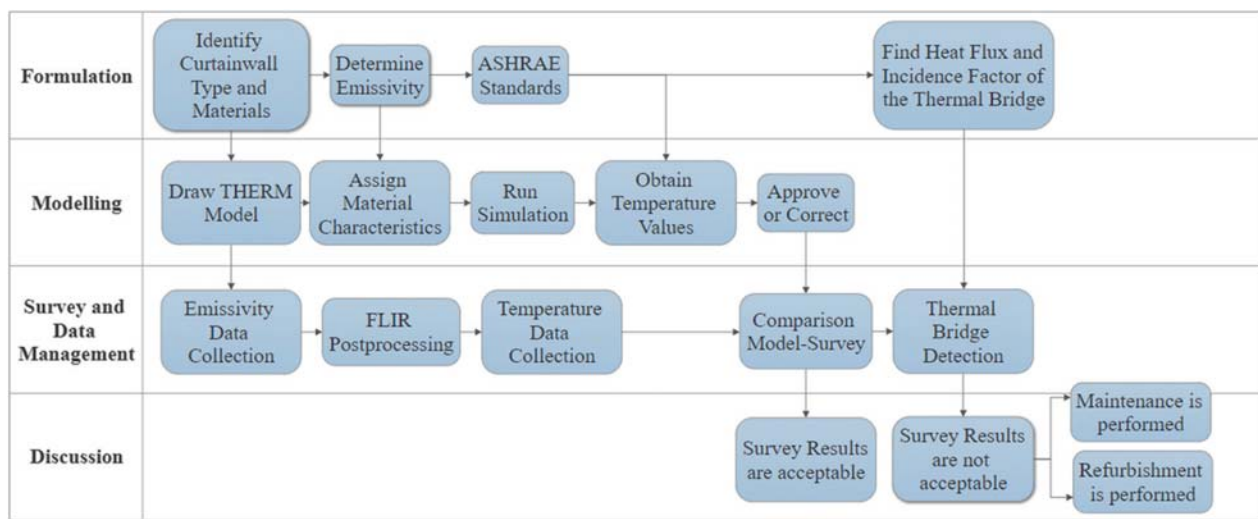 Formulation
Identify
Curtainwall
Type and
Materials
Determine
Emissivity
ASHRAE
Standards
Find Heat Flux and
Incidence Factor of
the Thermal Bridge
Modelling
Draw THERM
Model
Assign
Material
Characteristics
Run
Simulation
Obtain
Temperature
Values
Approve
or Correct
Survey and
Data
Management
Emissivity
Data
Collection
FLIR
Postprocessing
Temperature
Data
Collection
Comparison
Model-Survey
Thermal
Bridge
Detection
Discussion
Survey Results
are acceptable
Survey Results
are not
acceptable
Maintenance is
performed
Refurbishment
is performed